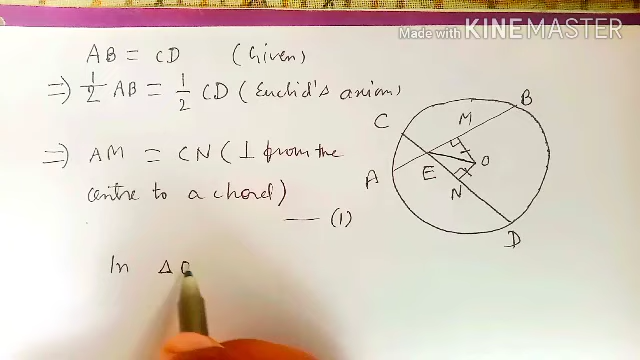 Made with KINEMASTER
AB = CD (Given)
⇒) 1/2 AB = 1/2 CD (Euclid's axiom)
⇒) AM = CN (⊥ from the
centre to a chord)
—— (1)
In Δ O
C
B
M
O
A
E
N
D